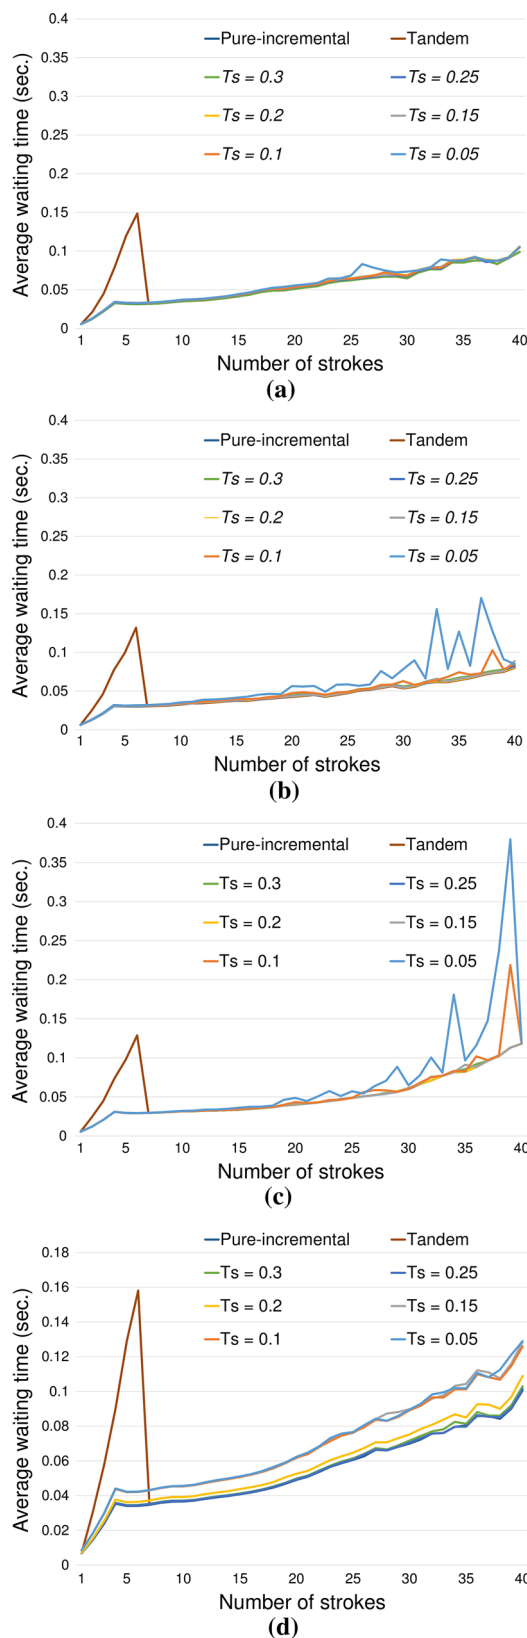 0.4
Pure-incremental Tandem
0.35
Ts = 0.3 Ts = 0.25
0.3
0.25
Ts = 0.2 Ts = 0.15
0.2
Ts = 0.1 Ts = 0.05
0.15
0.1
0.05
0
Average waiting time (sec.)
1 5 10 15 20 25 30 35 40
Number of strokes
(a)
0.4
Pure-incremental Tandem
0.35
Ts = 0.3 Ts = 0.25
0.3
0.25
Ts = 0.2 Ts = 0.15
0.2
Ts = 0.1 Ts = 0.05
0.15
0.1
0.05
0
Average waiting time (sec.)
1 5 10 15 20 25 30 35 40
Number of strokes
(b)
0.4
Pure-incremental Tandem
0.35
Ts = 0.3 Ts = 0.25
0.3
0.25
Ts = 0.2 Ts = 0.15
0.2
Ts = 0.1 Ts = 0.05
0.15
0.1
0.05
0
Average waiting time (sec.)
1 5 10 15 20 25 30 35 40
Number of strokes
(c)
0.18
Pure-incremental Tandem
0.16
Ts = 0.3 Ts = 0.25
0.14
Ts = 0.2 Ts = 0.15
0.12
Ts = 0.1 Ts = 0.05
0.1
0.08
0.06
0.04
0.02
0
Average waiting time (sec.)
1 5 10 15 20 25 30 35 40
Number of strokes
(d)